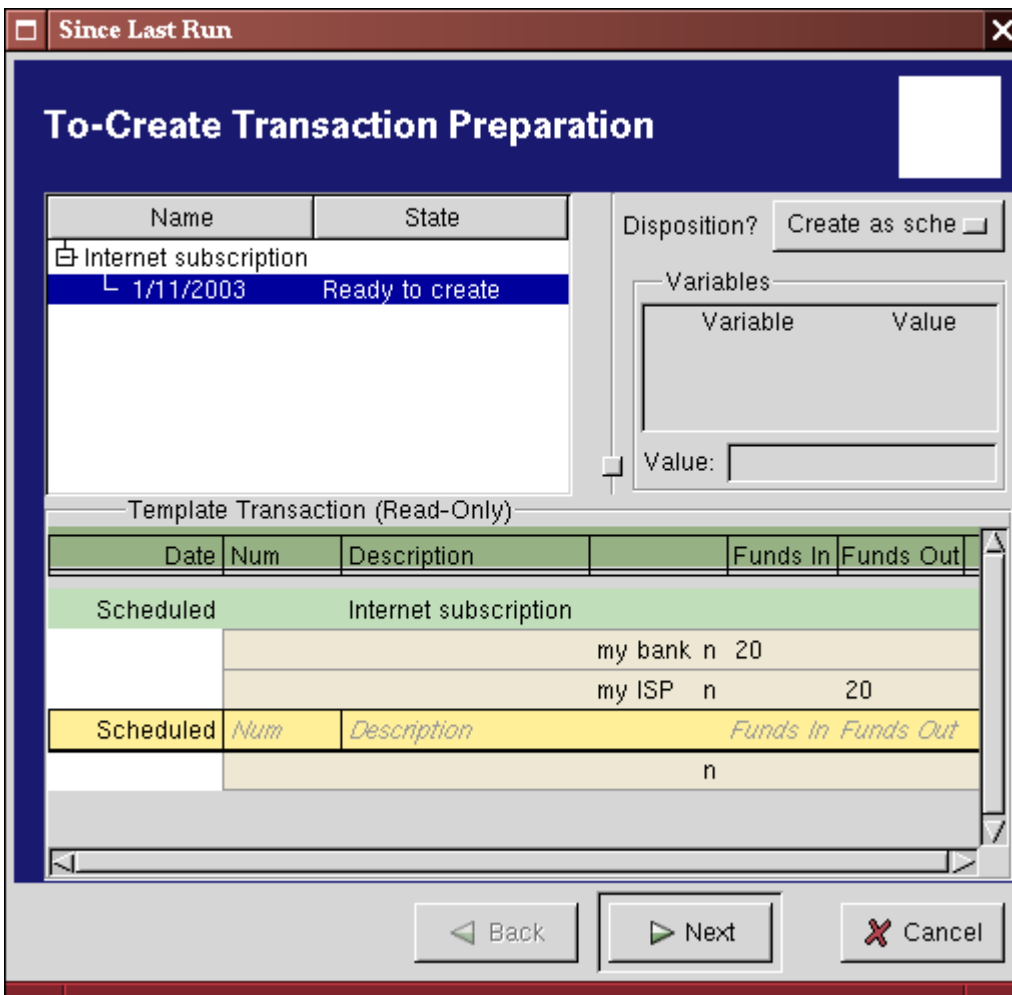 Since Last Run
To-Create Transaction Preparation
Name State
Disposition? Create as sche
Internet subscription
1/11/2003 Ready to create
Variables
Variable Value
Value:
Template Transaction (Read-Only)
Date Num Description Funds In Funds Out
Scheduled Internet subscription
my bank n 20
my ISP n 20
Scheduled Num Description Funds In Funds Out
n
Back Next Cancel